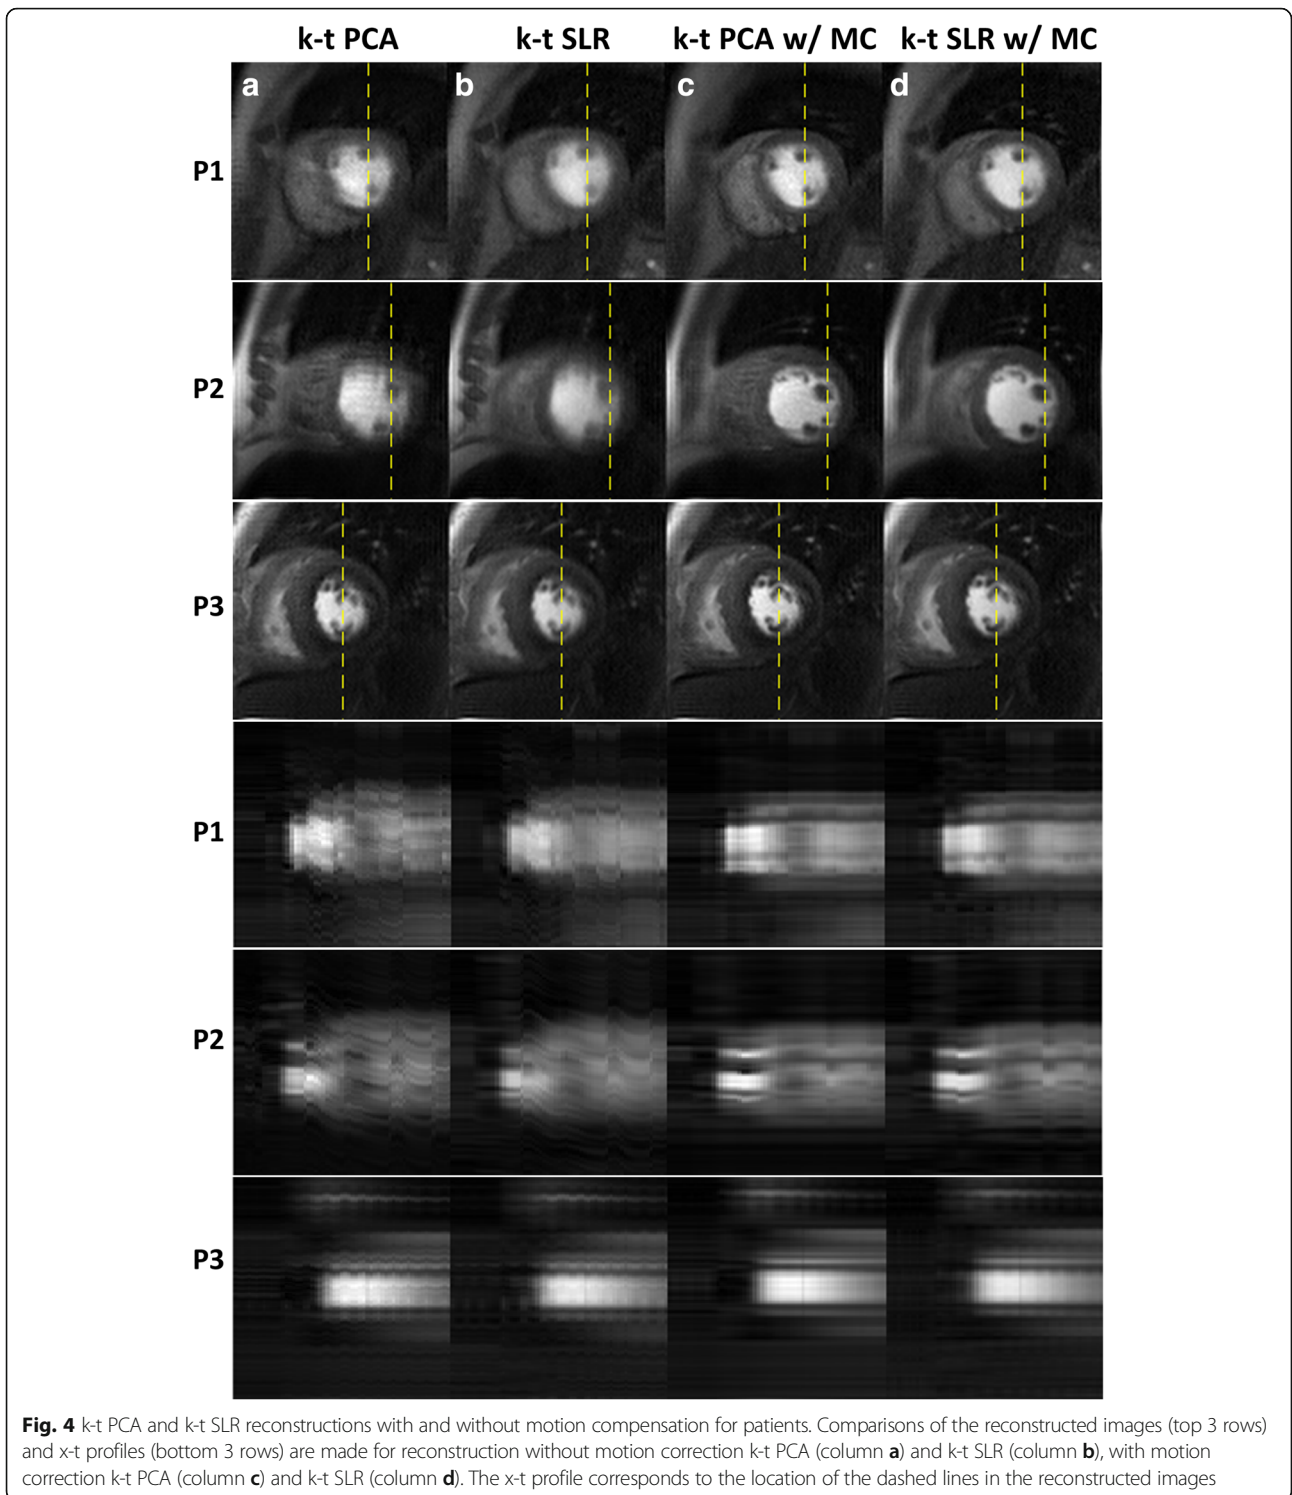 k-t PCA k-t SLR k-t PCA w/ MC k-t SLR w/ MC
a b c d
P1
P2
P3
P1
P2
P3
Fig. 4 k-t PCA and k-t SLR reconstructions with and without motion compensation for patients. Comparisons of the reconstructed images (top 3 rows)
and x-t profiles (bottom 3 rows) are made for reconstruction without motion correction k-t PCA (column a) and k-t SLR (column b), with motion
correction k-t PCA (column c) and k-t SLR (column d). The x-t profile corresponds to the location of the dashed lines in the reconstructed images